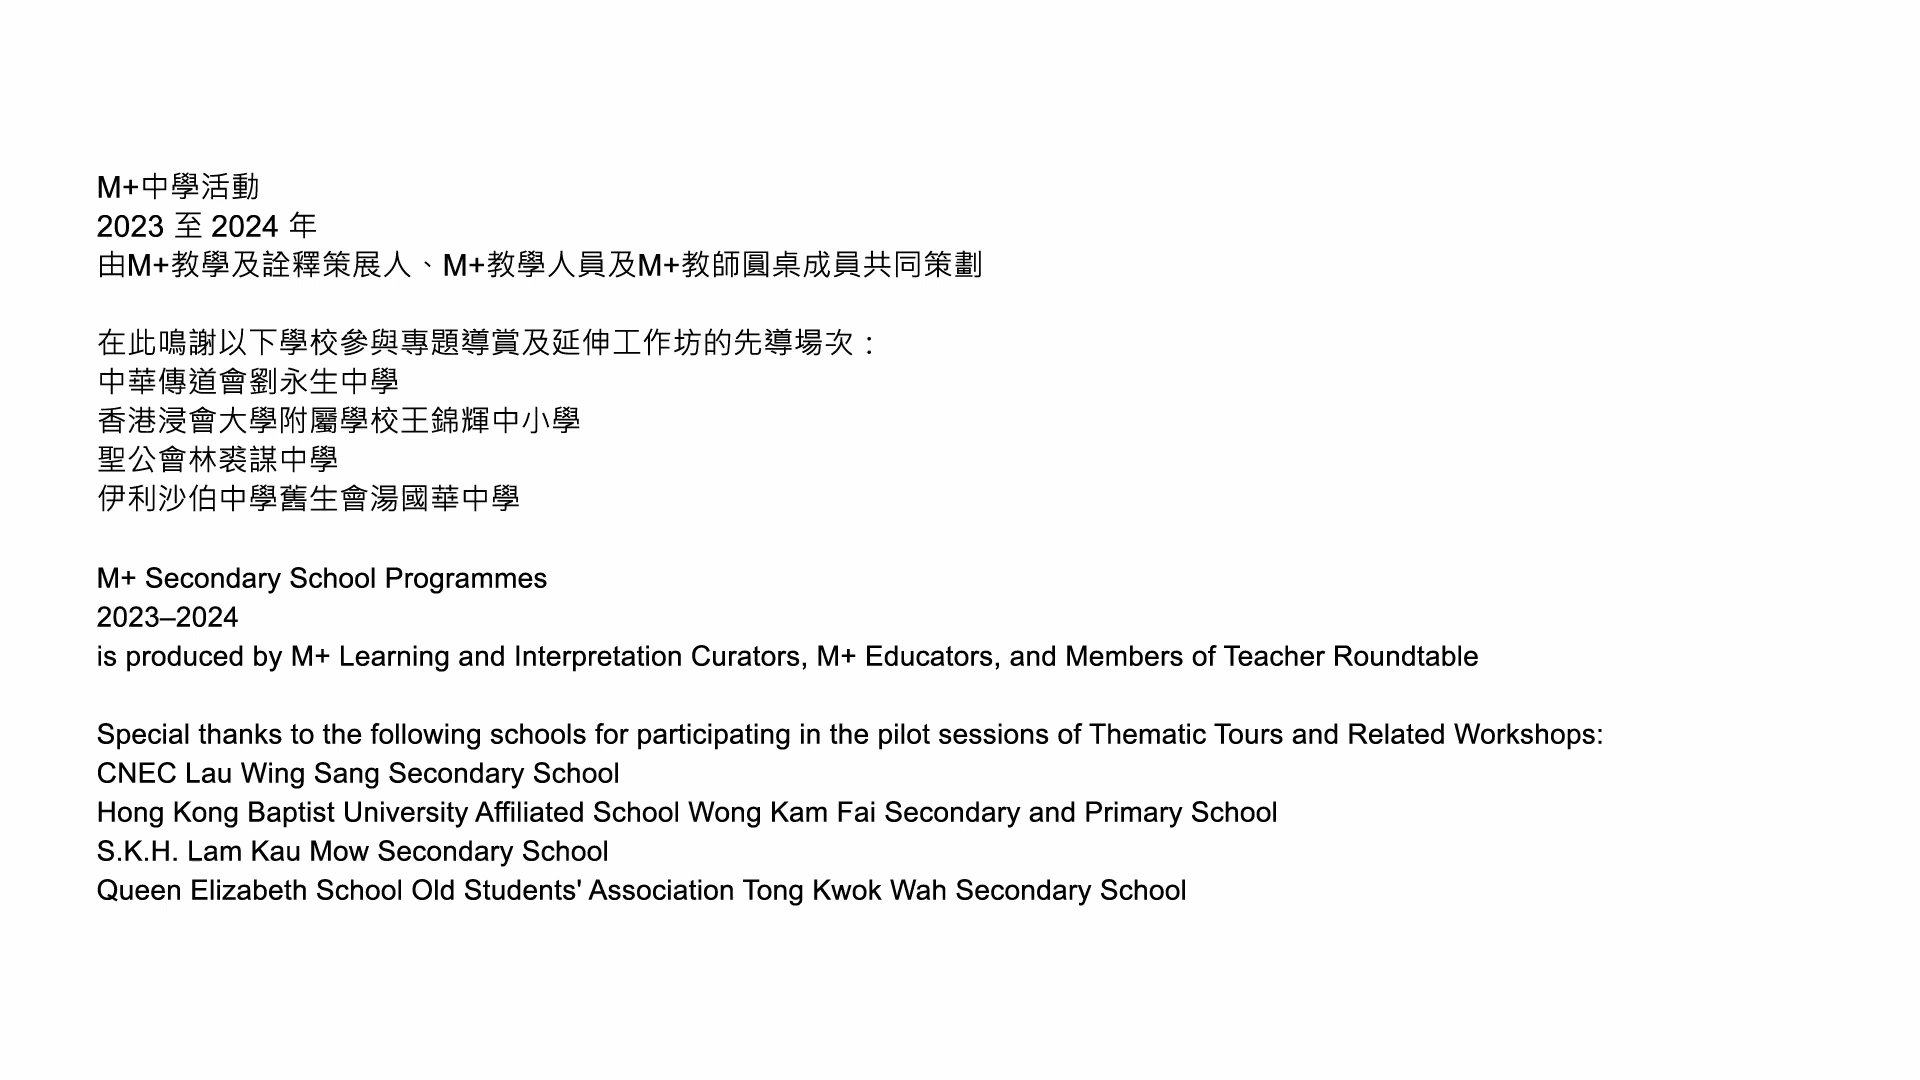 M+中學活動
2023 至 2024 年
由M+教學及詮釋策展人、M+教學人員及M+教師圓桌成員共同策劃
在此鳴謝以下學校參與專題導賞及延伸工作坊的先導場次：
中華傳道會劉永生中學
香港浸會大學附屬學校王錦輝中小學
聖公會林裘謀中學
伊利沙伯中學舊生會湯國華中學
M+ Secondary School Programmes
2023–2024
is produced by M+ Learning and Interpretation Curators, M+ Educators, and Members of Teacher Roundtable
Special thanks to the following schools for participating in the pilot sessions of Thematic Tours and Related Workshops:
CNEC Lau Wing Sang Secondary School
Hong Kong Baptist University Affiliated School Wong Kam Fai Secondary and Primary School
S.K.H. Lam Kau Mow Secondary School
Queen Elizabeth School Old Students' Association Tong Kwok Wah Secondary School